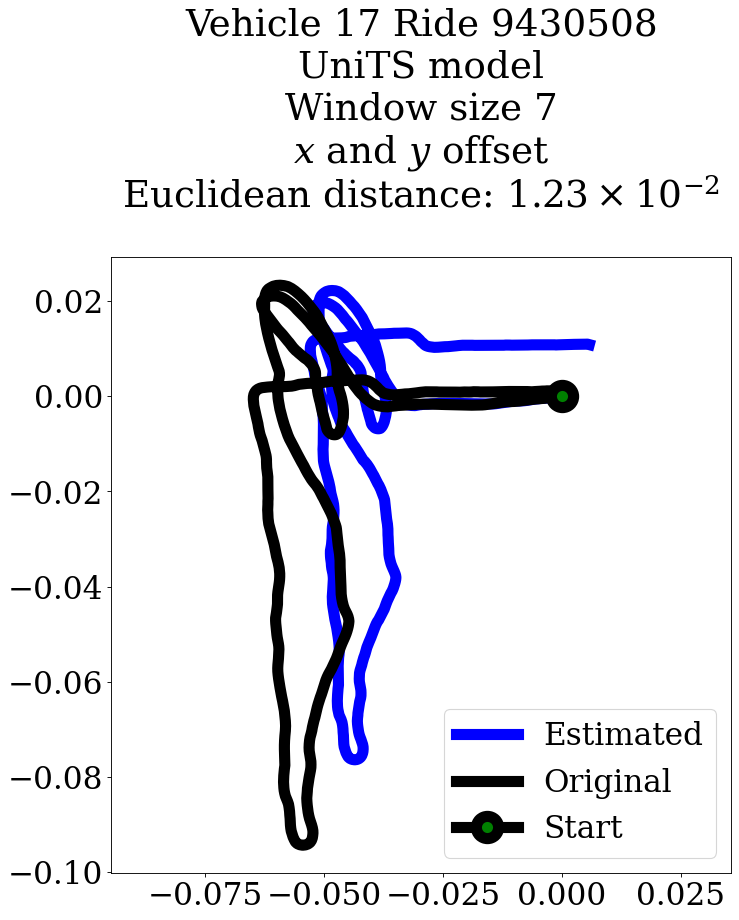 Vehicle 17 Ride 9430508
UniTS model
Window size 7
x and y offset
Euclidean distance: 1.23 × 10⁻²
0.02
0.00
−0.02
−0.04
−0.06
−0.08
−0.10
Estimated
Original
Start
−0.075 −0.050 −0.025 0.000 0.025